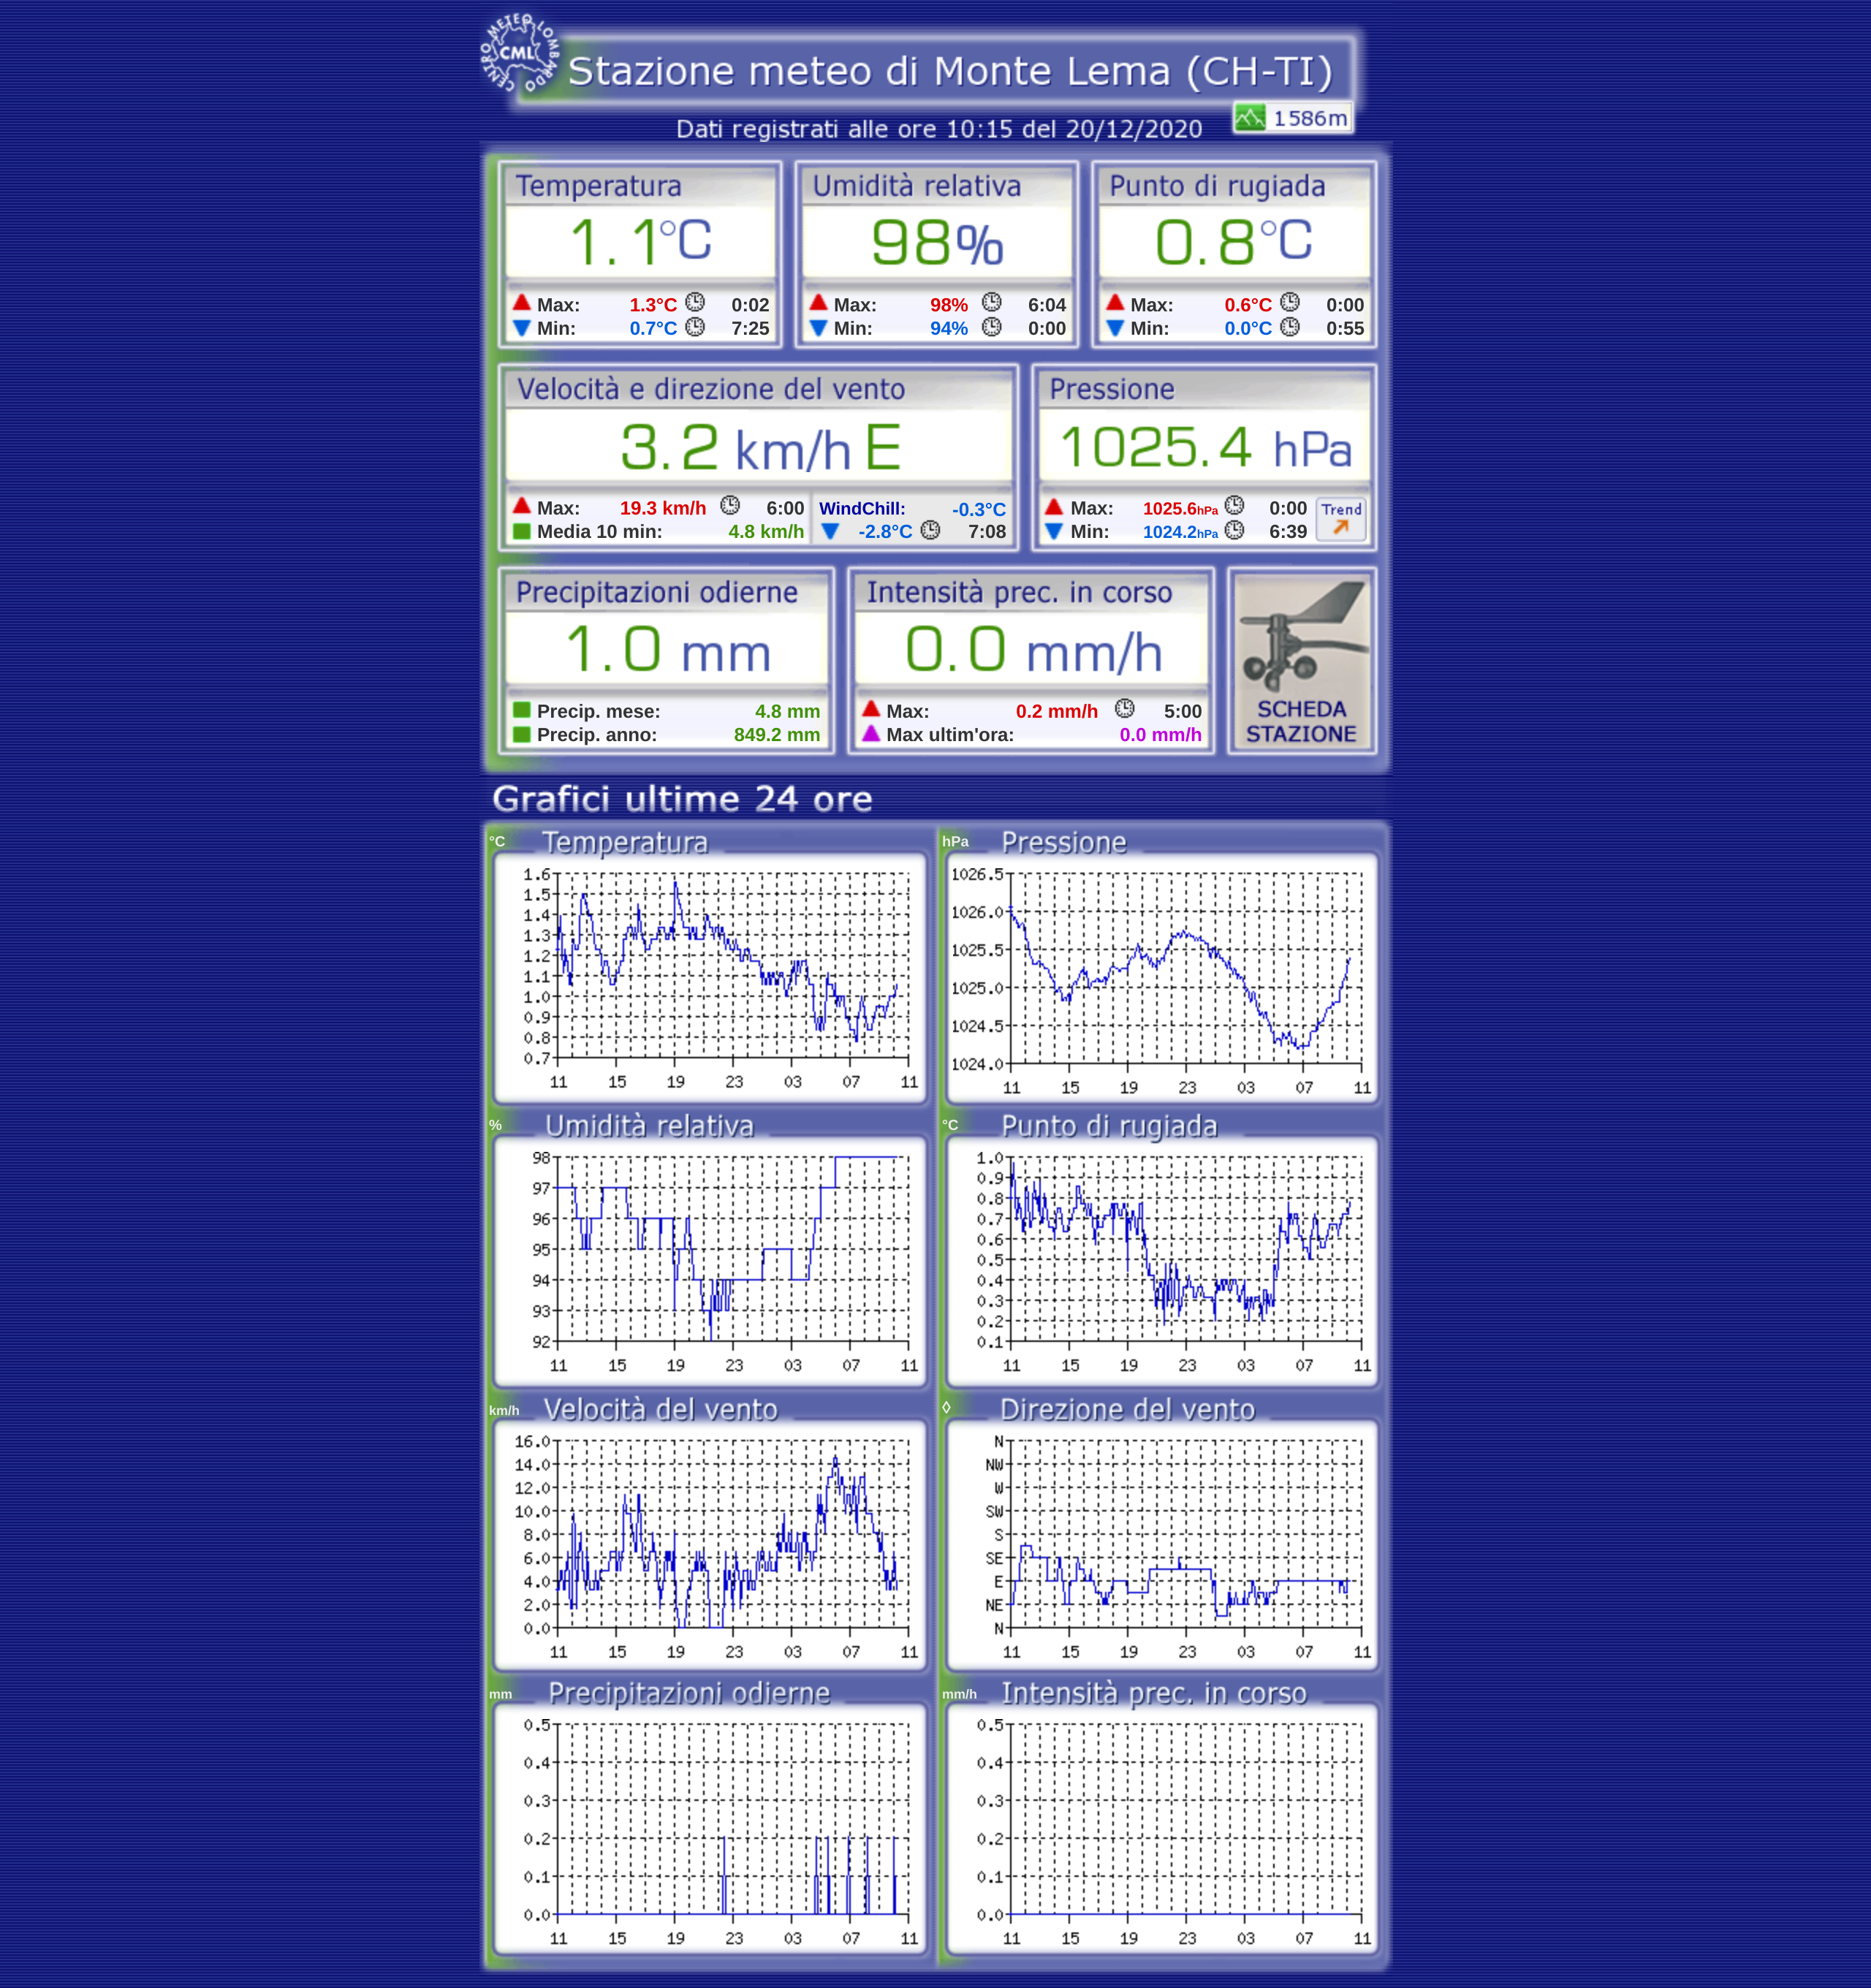 CENTRO METEO LOMBARDO
CML
Stazione meteo di Monte Lema (CH-TI)
1586m
Dati registrati alle ore 10:15 del 20/12/2020
Temperatura
1.1°C
Max: 1.3°C 0:02
Min: 0.7°C 7:25
Umidità relativa
98%
Max: 98% 6:04
Min: 94% 0:00
Punto di rugiada
0.8°C
Max: 0.6°C 0:00
Min: 0.0°C 0:55
Velocità e direzione del vento
3.2 km/h E
Max: 19.3 km/h 6:00
Media 10 min: 4.8 km/h
WindChill: -0.3°C
-2.8°C 7:08
Pressione
1025.4 hPa
Max: 1025.6hPa 0:00
Min: 1024.2hPa 6:39
Trend
Precipitazioni odierne
1.0 mm
Precip. mese: 4.8 mm
Precip. anno: 849.2 mm
Intensità prec. in corso
0.0 mm/h
Max: 0.2 mm/h 5:00
Max ultim'ora: 0.0 mm/h
SCHEDA
STAZIONE
Grafici ultime 24 ore
°C Temperatura
1.6
1.5
1.4
1.3
1.2
1.1
1.0
0.9
0.8
0.7
11 15 19 23 03 07 11
hPa Pressione
1026.5
1026.0
1025.5
1025.0
1024.5
1024.0
11 15 19 23 03 07 11
% Umidità relativa
98
97
96
95
94
93
92
11 15 19 23 03 07 11
°C Punto di rugiada
1.0
0.9
0.8
0.7
0.6
0.5
0.4
0.3
0.2
0.1
11 15 19 23 03 07 11
km/h Velocità del vento
16.0
14.0
12.0
10.0
8.0
6.0
4.0
2.0
0.0
11 15 19 23 03 07 11
◊ Direzione del vento
N
NW
W
SW
S
SE
E
NE
N
11 15 19 23 03 07 11
mm Precipitazioni odierne
0.5
0.4
0.3
0.2
0.1
0.0
11 15 19 23 03 07 11
mm/h Intensità prec. in corso
0.5
0.4
0.3
0.2
0.1
0.0
11 15 19 23 03 07 11